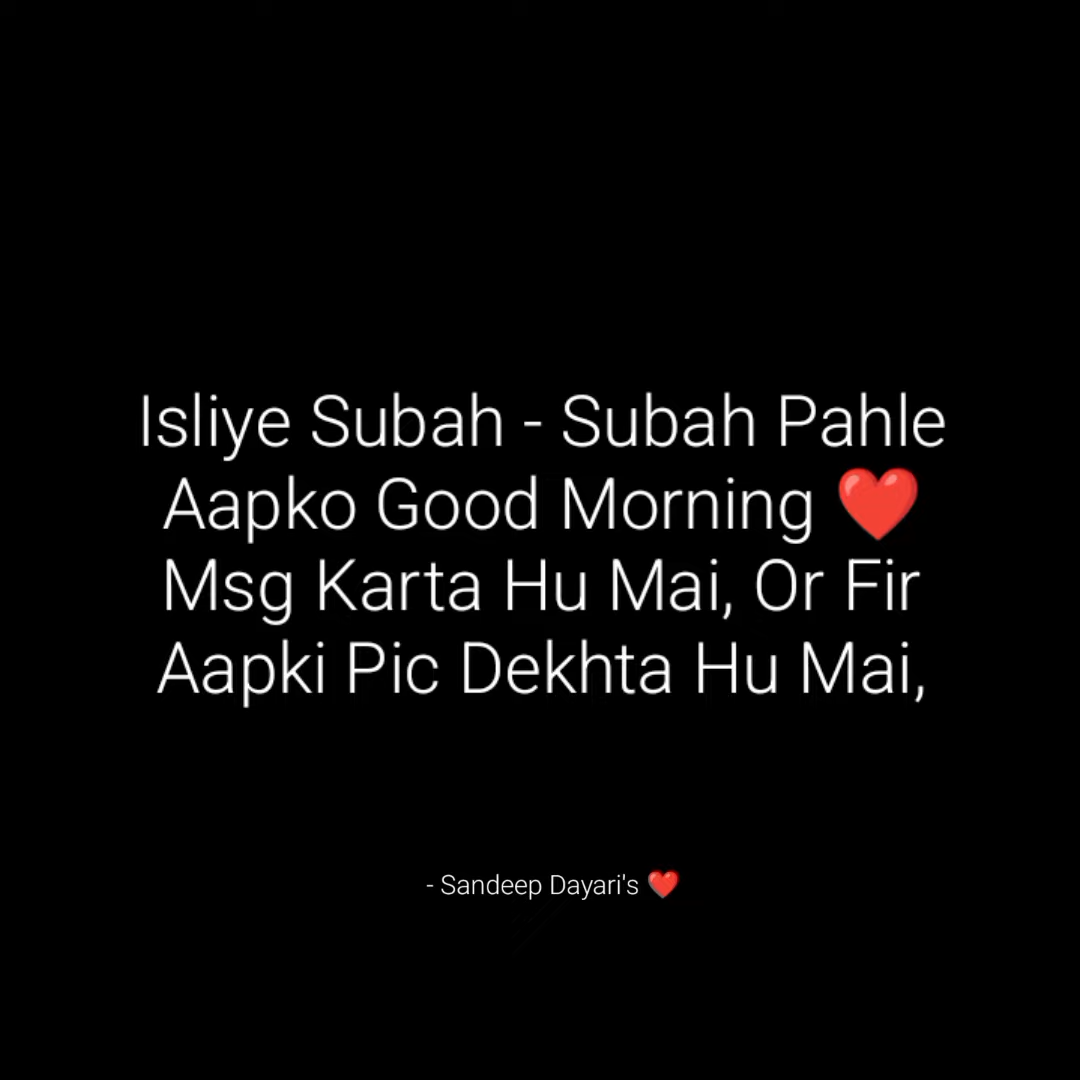 Isliye Subah - Subah Pahle
Aapko Good Morning ❤️
Msg Karta Hu Mai, Or Fir
Aapki Pic Dekhta Hu Mai,
- Sandeep Dayari's ❤️